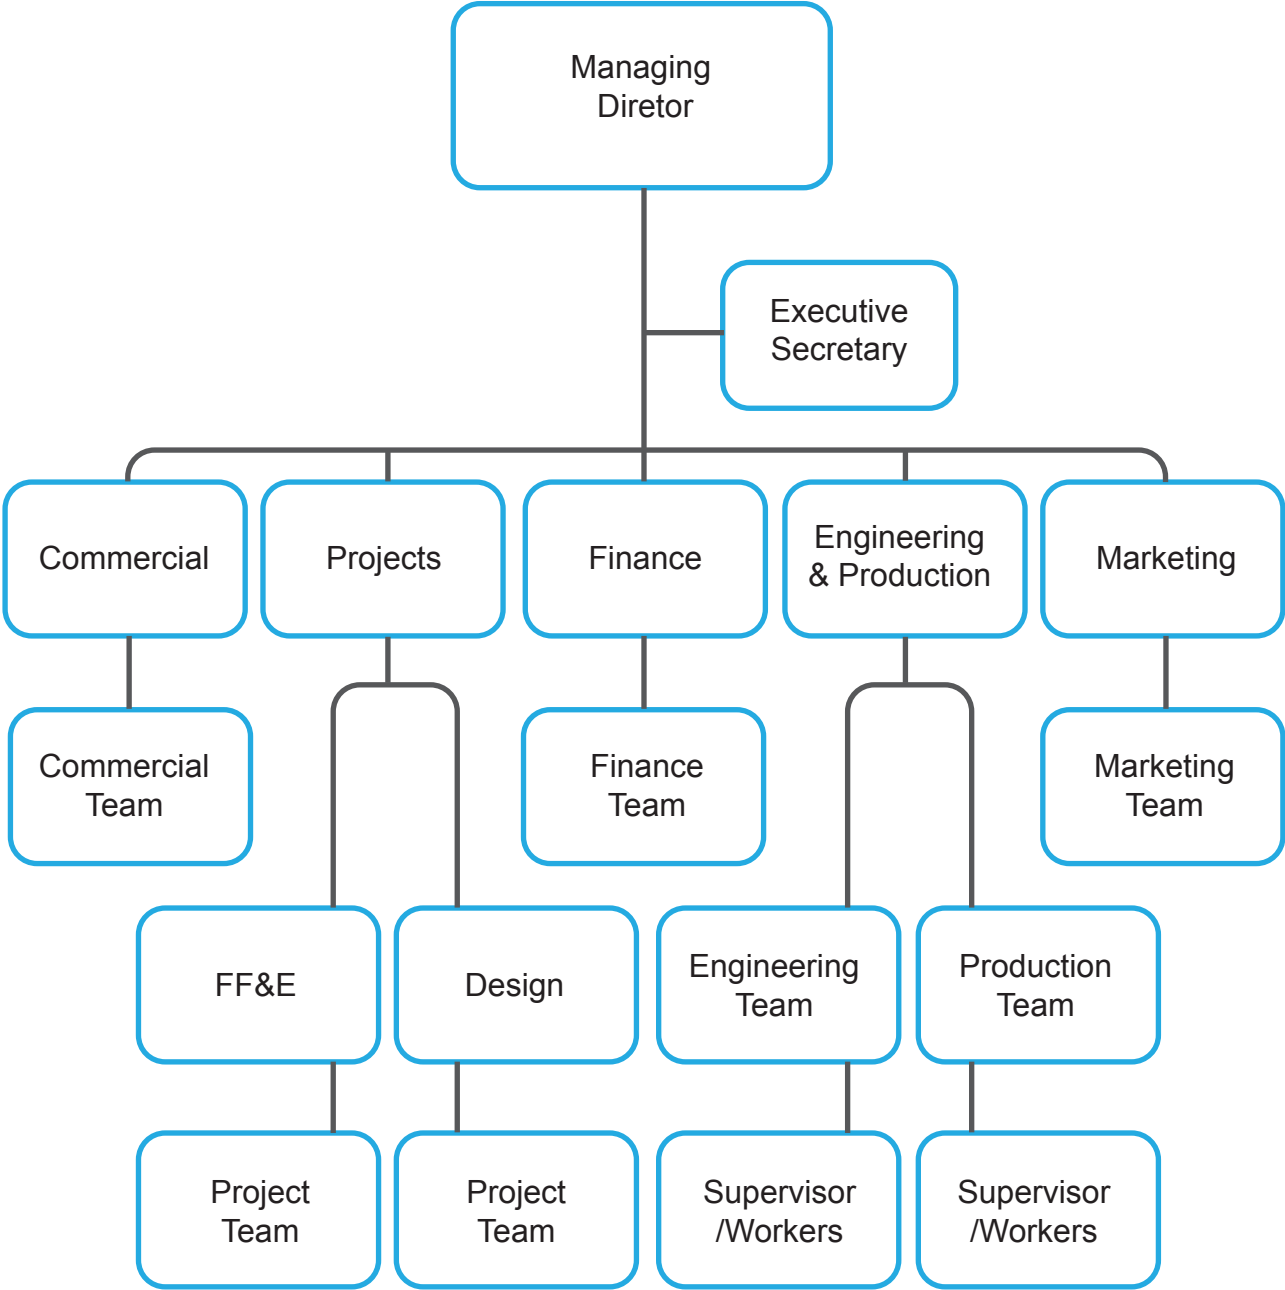 Managing
Diretor
Executive
Secretary
Commercial
Projects
Finance
Engineering
& Production
Marketing
Commercial
Team
Finance
Team
Marketing
Team
FF&E
Design
Engineering
Team
Production
Team
Project
Team
Project
Team
Supervisor
/Workers
Supervisor
/Workers